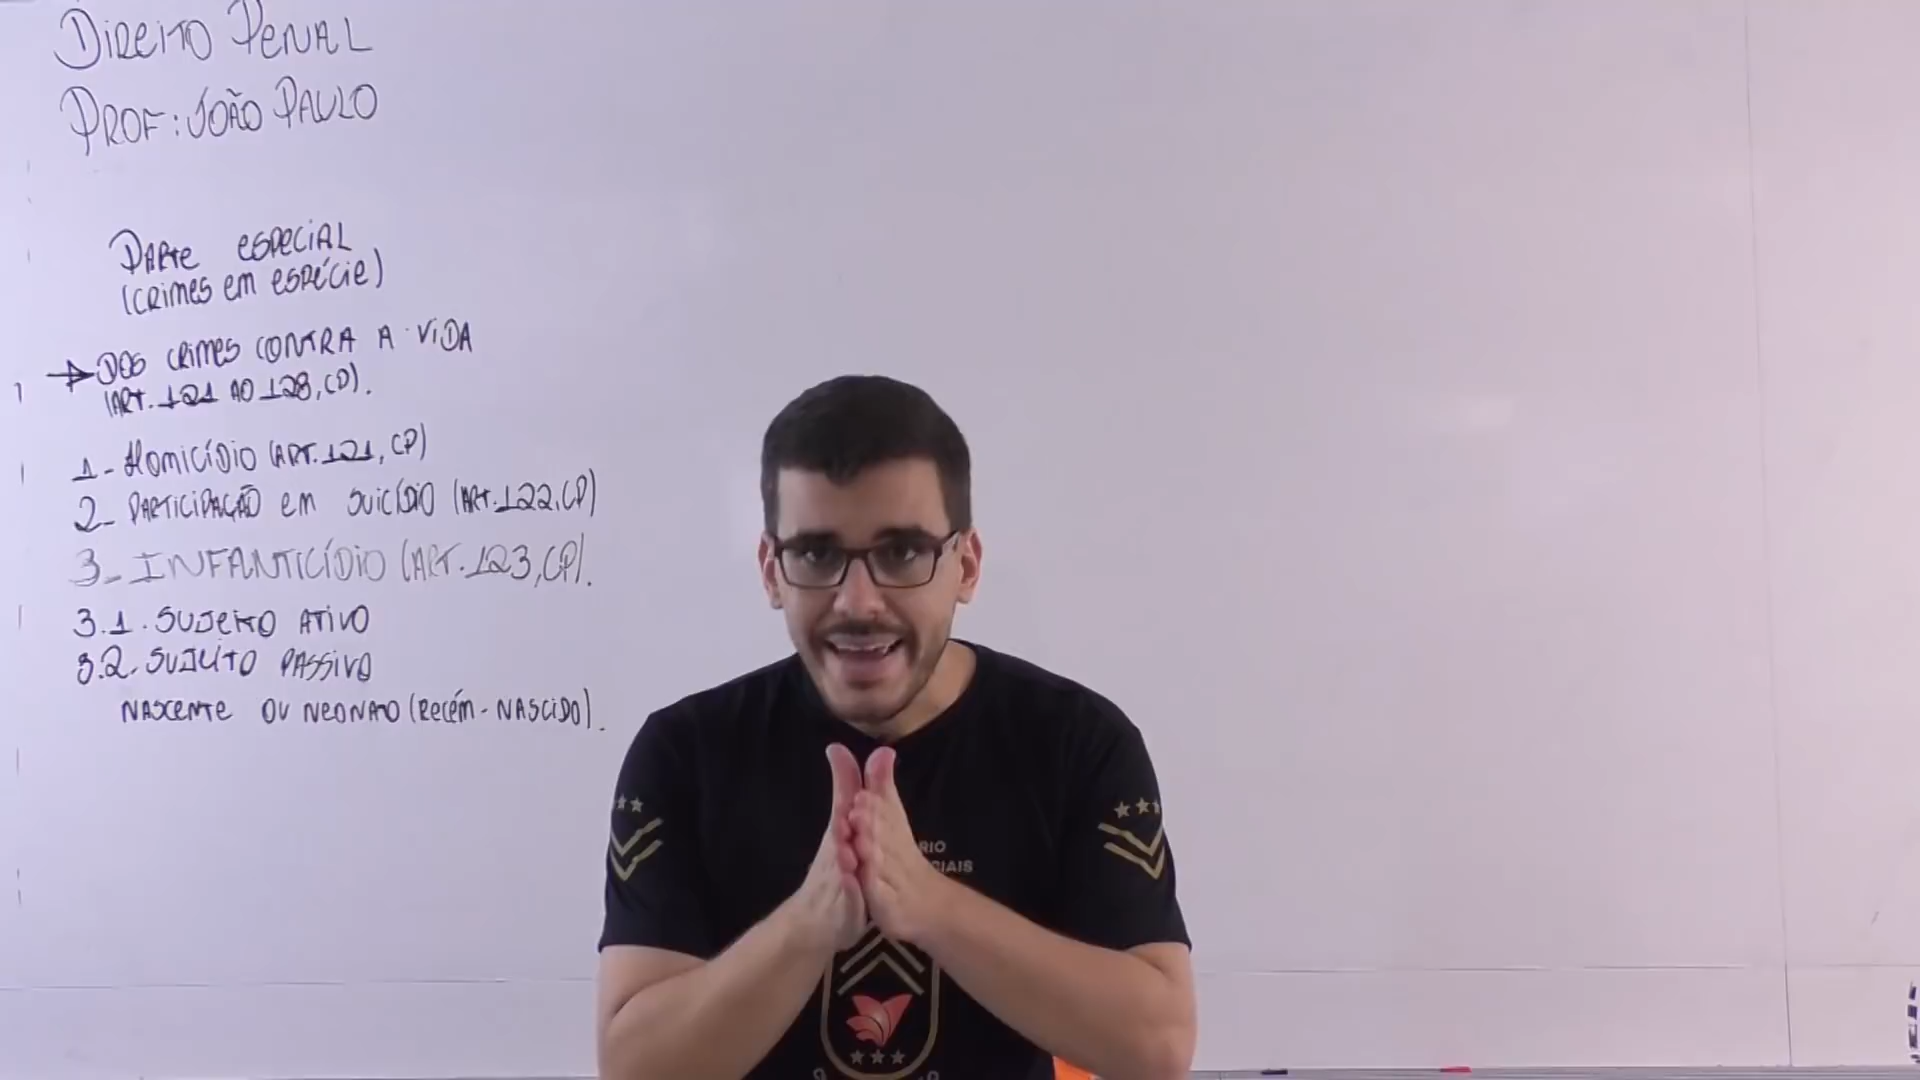 Direito Penal
Prof: João Paulo
Parte especial
(crimes em espécie)
→ Dos crimes contra a vida
(Art. 121 ao 128, CP).
1- Homicídio (Art. 121, CP)
2- Participação em suicídio (Art. 122, CP)
3- INFANTICÍDIO (Art. 123, CP).
3.1. Sujeito ativo
3.2. Sujeito passivo
Nascente ou neonato (recém-nascido).